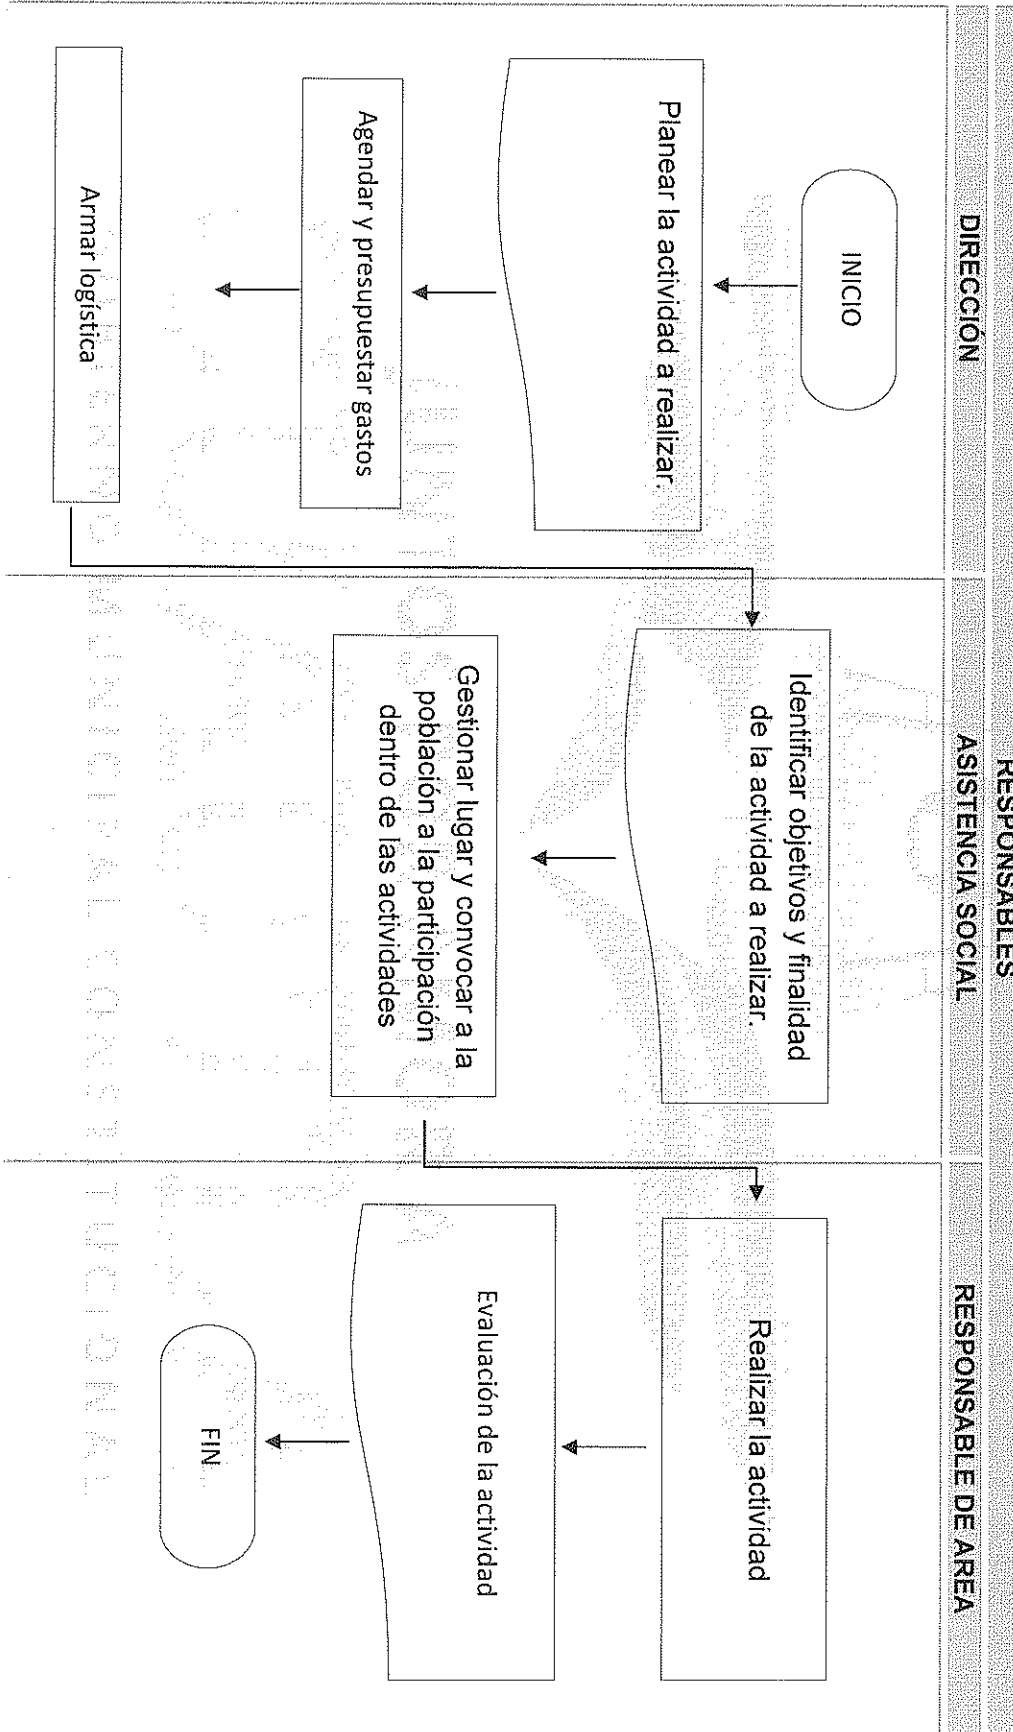 RESPONSABLES
DIRECCIÓN
ASISTENCIA SOCIAL
RESPONSABLE DE AREA
INICIO
Planear la actividad a realizar.
Agendar y presupuestar gastos
Armar logística
Identificar objetivos y finalidad
de la actividad a realizar.
Gestionar lugar y convocar a la
población a la participación
dentro de las actividades
Realizar la actividad
Evaluación de la actividad
FIN